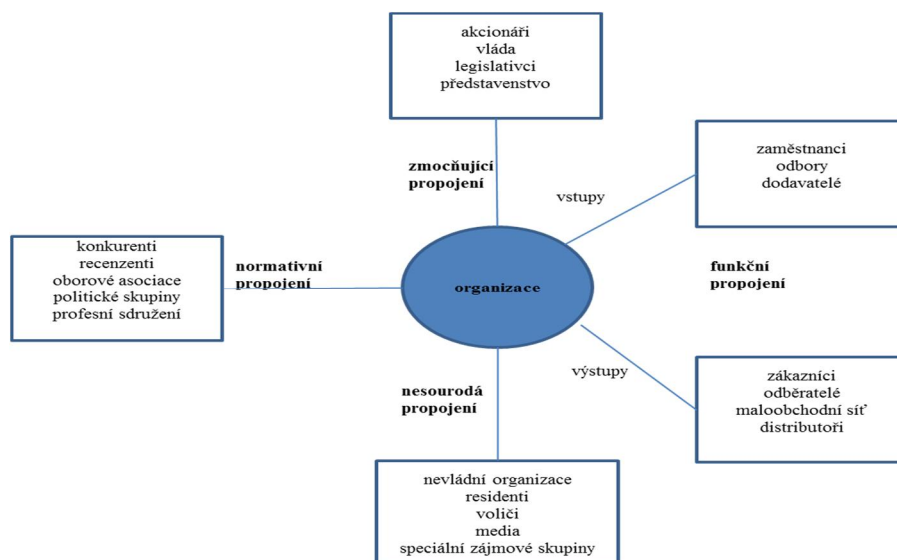 akcionáři
vláda
legislativci
představenstvo
zmocňující
propojení
zaměstnanci
odbory
dodavatelé
vstupy
konkurenti
recenzenti
oborové asociace
politické skupiny
profesní sdružení
normativní
propojení
organizace
funkční
propojení
nesourodá
propojení
výstupy
zákazníci
odběratelé
maloobchodní síť
distributoři
nevládní organizace
residenti
voliči
media
speciální zájmové skupiny